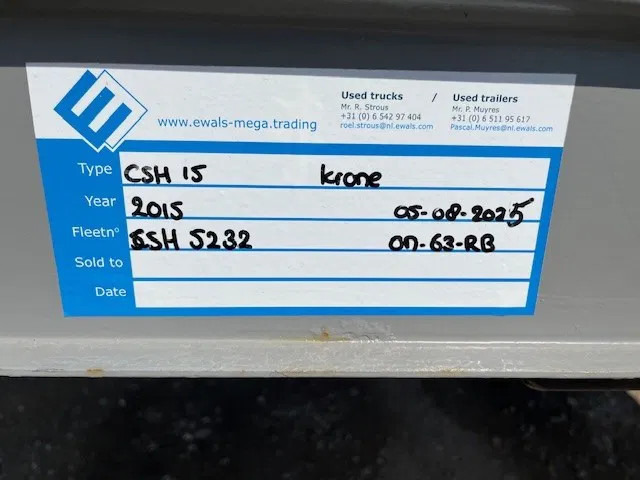 www.ewals-mega.trading
Used trucks / Used trailers
Mr. R. Strous Mr. P. Muyres
+31 (0) 6 542 97 404 +31 (0) 6 511 95 617
roel.strous@nl.ewals.com Pascal.Muyres@nl.ewals.com
Type CSH 15 Krone
Year 2015 05-08-2025
Fleetn° SSH 5232 ON-63-RB
Sold to
Date